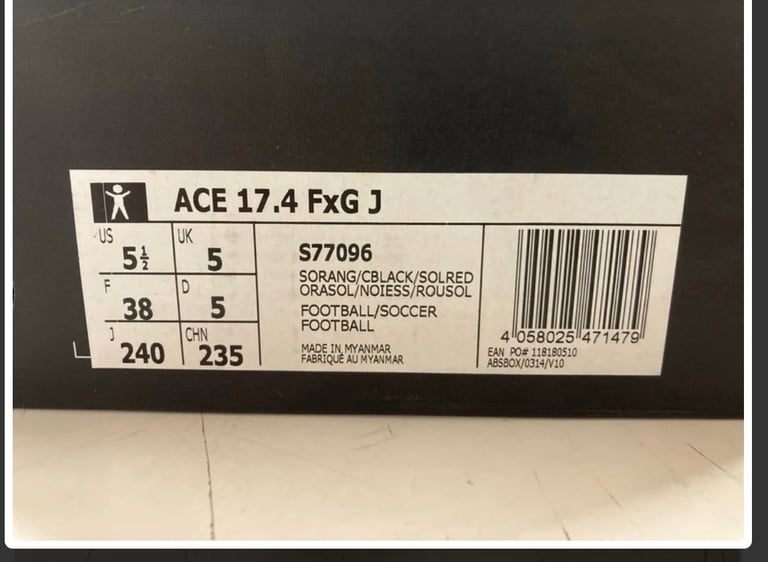 ACE 17.4 FxG J
US 5½ UK 5
F 38 D 5
J 240 CHN 235
S77096
SORANG/CBLACK/SOLRED
ORASOL/NOIESS/ROUSOL
FOOTBALL/SOCCER
FOOTBALL
MADE IN MYANMAR
FABRIQUÉ AU MYANMAR
4 058025 471479
EAN PO# 118180510
ABSBOX/0314/V10